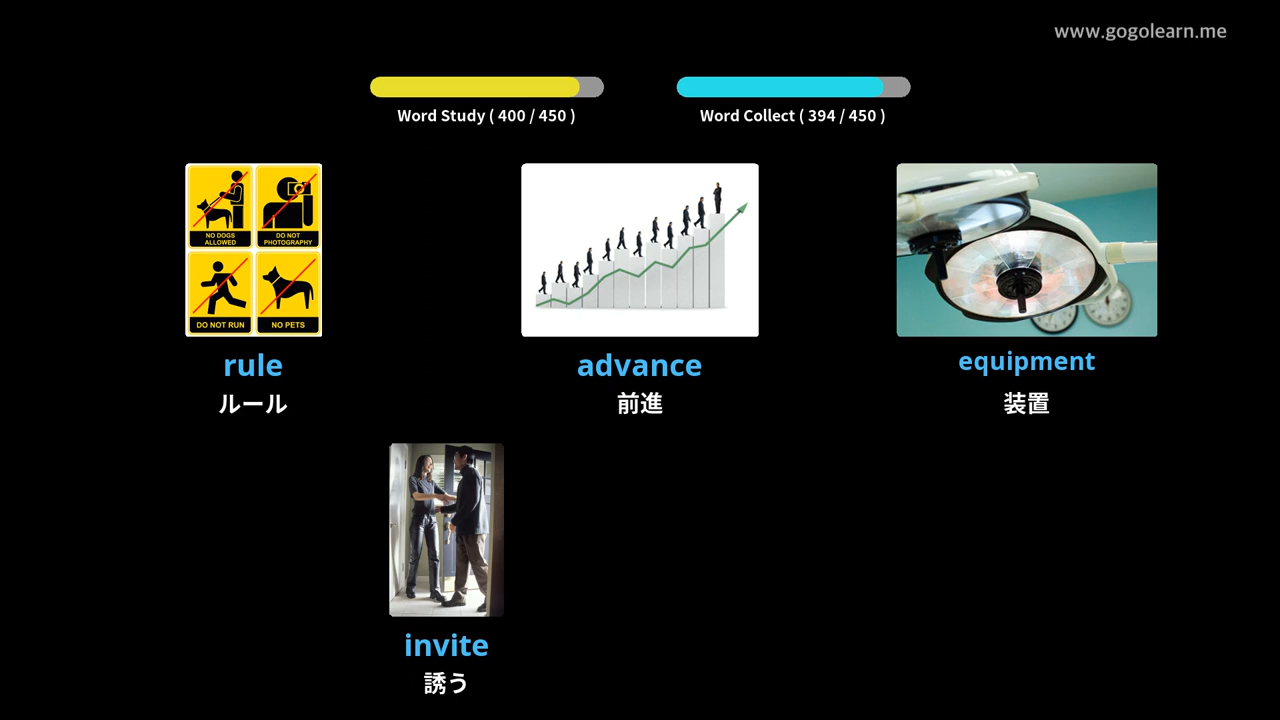 www.gogolearn.me
Word Study ( 400 / 450 )
Word Collect ( 394 / 450 )
NO DOGS
ALLOWED
DO NOT
PHOTOGRAPHY
DO NOT RUN
NO PETS
rule
ルール
advance
前進
equipment
装置
invite
誘う